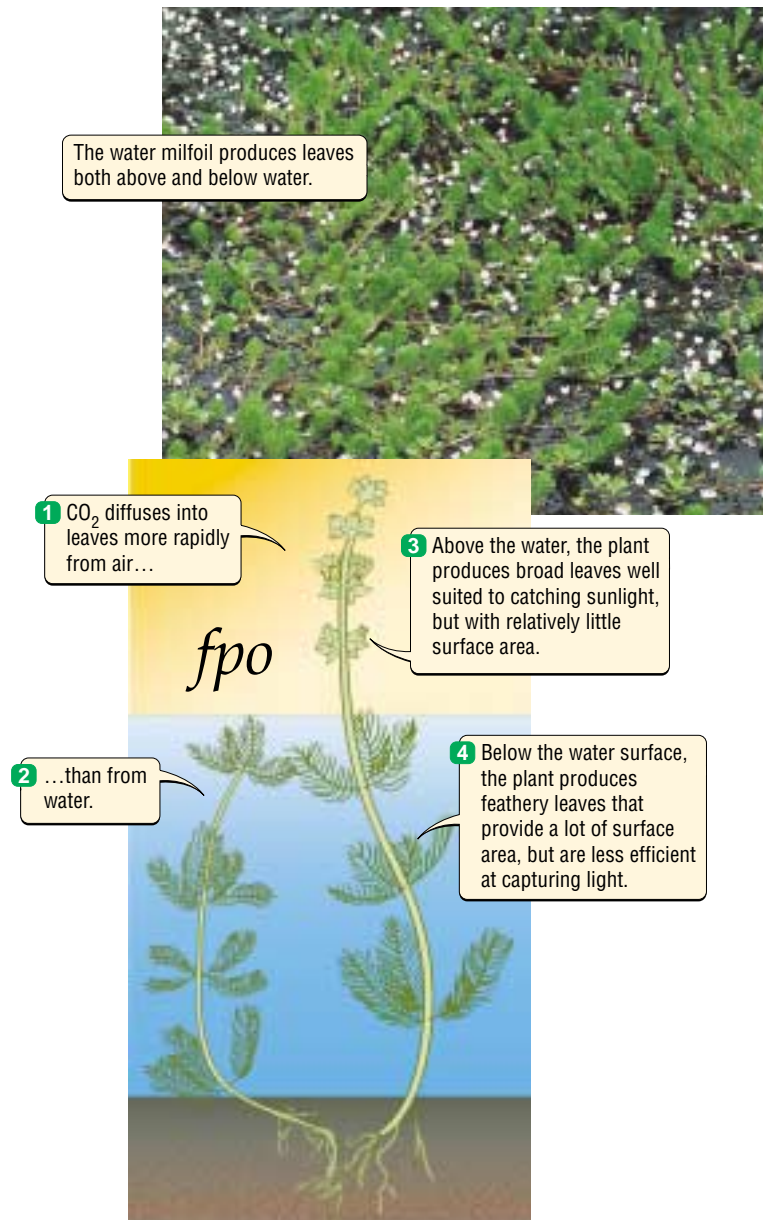 The water milfoil produces leaves
both above and below water.
1 CO₂ diffuses into
leaves more rapidly
from air…
fpo
3 Above the water, the plant
produces broad leaves well
suited to catching sunlight,
but with relatively little
surface area.
2 …than from
water.
4 Below the water surface,
the plant produces
feathery leaves that
provide a lot of surface
area, but are less efficient
at capturing light.